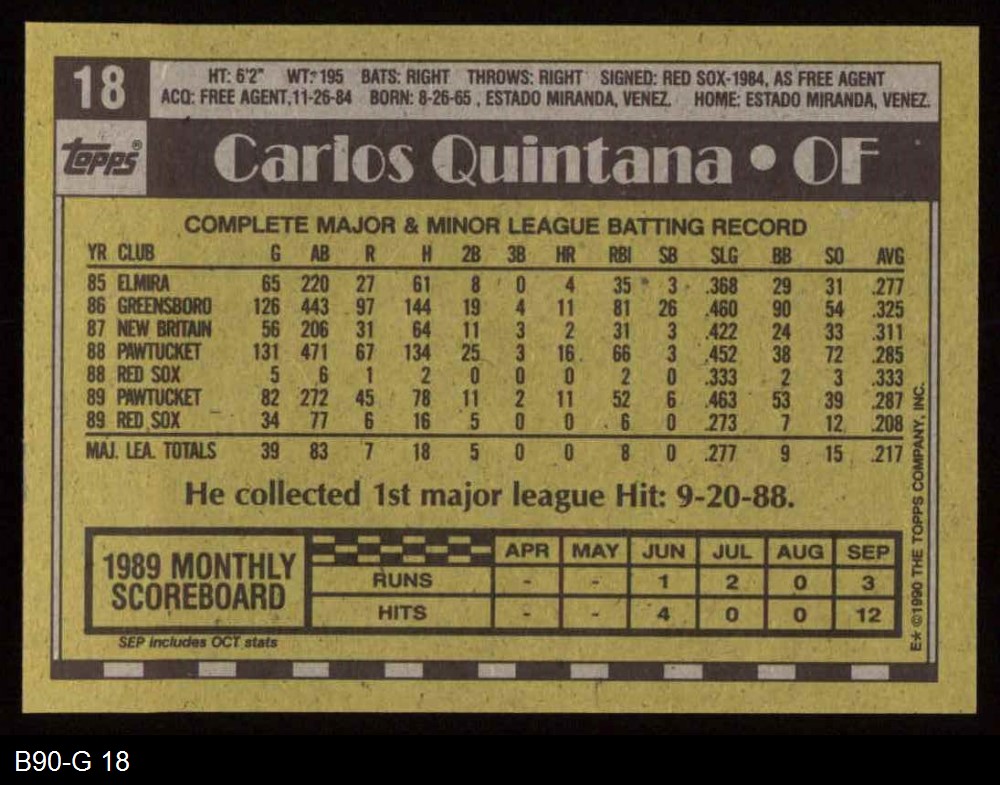 18
HT: 6'2" WT: 195 BATS: RIGHT THROWS: RIGHT SIGNED: RED SOX-1984, AS FREE AGENT
ACQ: FREE AGENT,11-26-84 BORN: 8-26-65 , ESTADO MIRANDA, VENEZ. HOME: ESTADO MIRANDA, VENEZ.
topps®
Carlos Quintana • OF
COMPLETE MAJOR & MINOR LEAGUE BATTING RECORD
YR CLUB G AB R H 2B 3B HR RBI SB SLG BB SO AVG
85 ELMIRA 65 220 27 61 8 0 4 35 3 .368 29 31 .277
86 GREENSBORO 126 443 97 144 19 4 11 81 26 .460 90 54 .325
87 NEW BRITAIN 56 206 31 64 11 3 2 31 3 .422 24 33 .311
88 PAWTUCKET 131 471 67 134 25 3 16 66 3 .452 38 72 .285
88 RED SOX 5 6 1 2 0 0 0 2 0 .333 2 3 .333
89 PAWTUCKET 82 272 45 78 11 2 11 52 6 .463 53 39 .287
89 RED SOX 34 77 6 16 5 0 0 6 0 .273 7 12 .208
MAJ. LEA. TOTALS 39 83 7 18 5 0 0 8 0 .277 9 15 .217
He collected 1st major league Hit: 9-20-88.
1989 MONTHLY
SCOREBOARD
APR MAY JUN JUL AUG SEP
RUNS - - 1 2 0 3
HITS - - 4 0 0 12
SEP includes OCT stats
E* ©1990 THE TOPPS COMPANY, INC.
B90-G 18